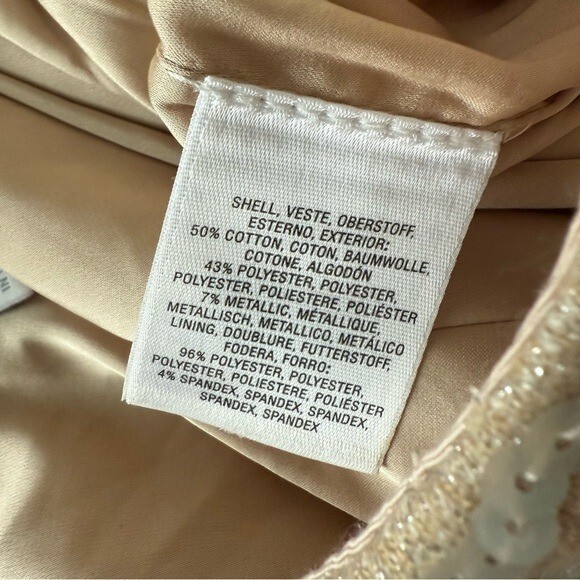 SHELL, VESTE, OBERSTOFF,
ESTERNO, EXTERIOR:
50% COTTON, COTON, BAUMWOLLE,
COTONE, ALGODÓN
43% POLYESTER, POLYESTER,
POLYESTER, POLIESTERE, POLIÉSTER
7% METALLIC, MÉTALLIQUE,
METALLISCH, METALLICO, METÁLICO
LINING, DOUBLURE, FUTTERSTOFF,
FODERA, FORRO:
96% POLYESTER, POLYESTER,
POLYESTER, POLIESTERE, POLIÉSTER
4% SPANDEX, SPANDEX, SPANDEX,
SPANDEX, SPANDEX